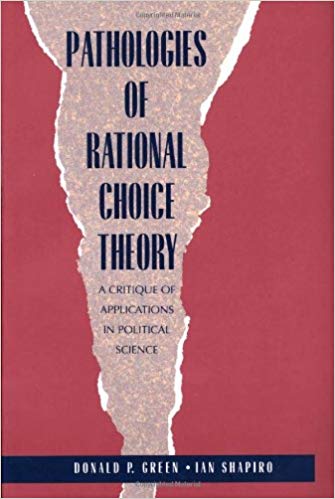 PATHOLOGIES
OF
RATIONAL
CHOICE
THEORY
A CRITIQUE OF
APPLICATIONS
IN POLITICAL
SCIENCE
DONALD P. GREEN • IAN SHAPIRO